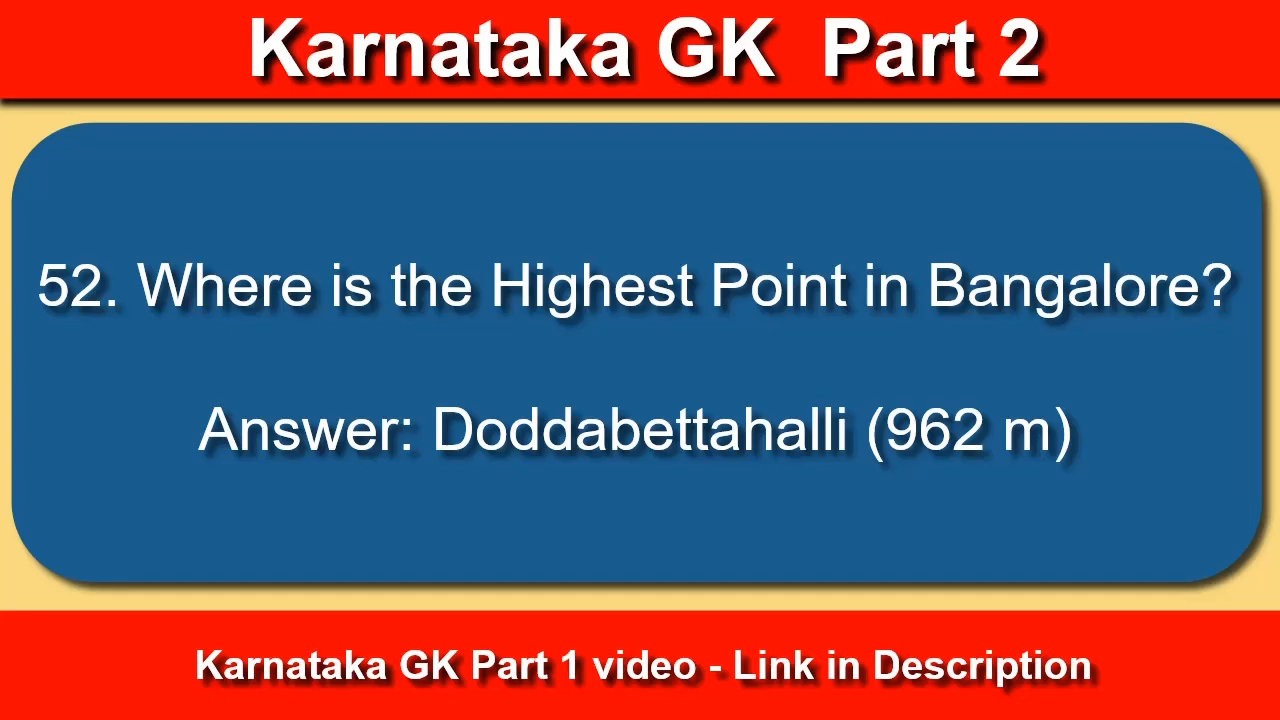 Karnataka GK  Part 2
52. Where is the Highest Point in Bangalore?
Answer: Doddabettahalli (962 m)
Karnataka GK Part 1 video - Link in Description